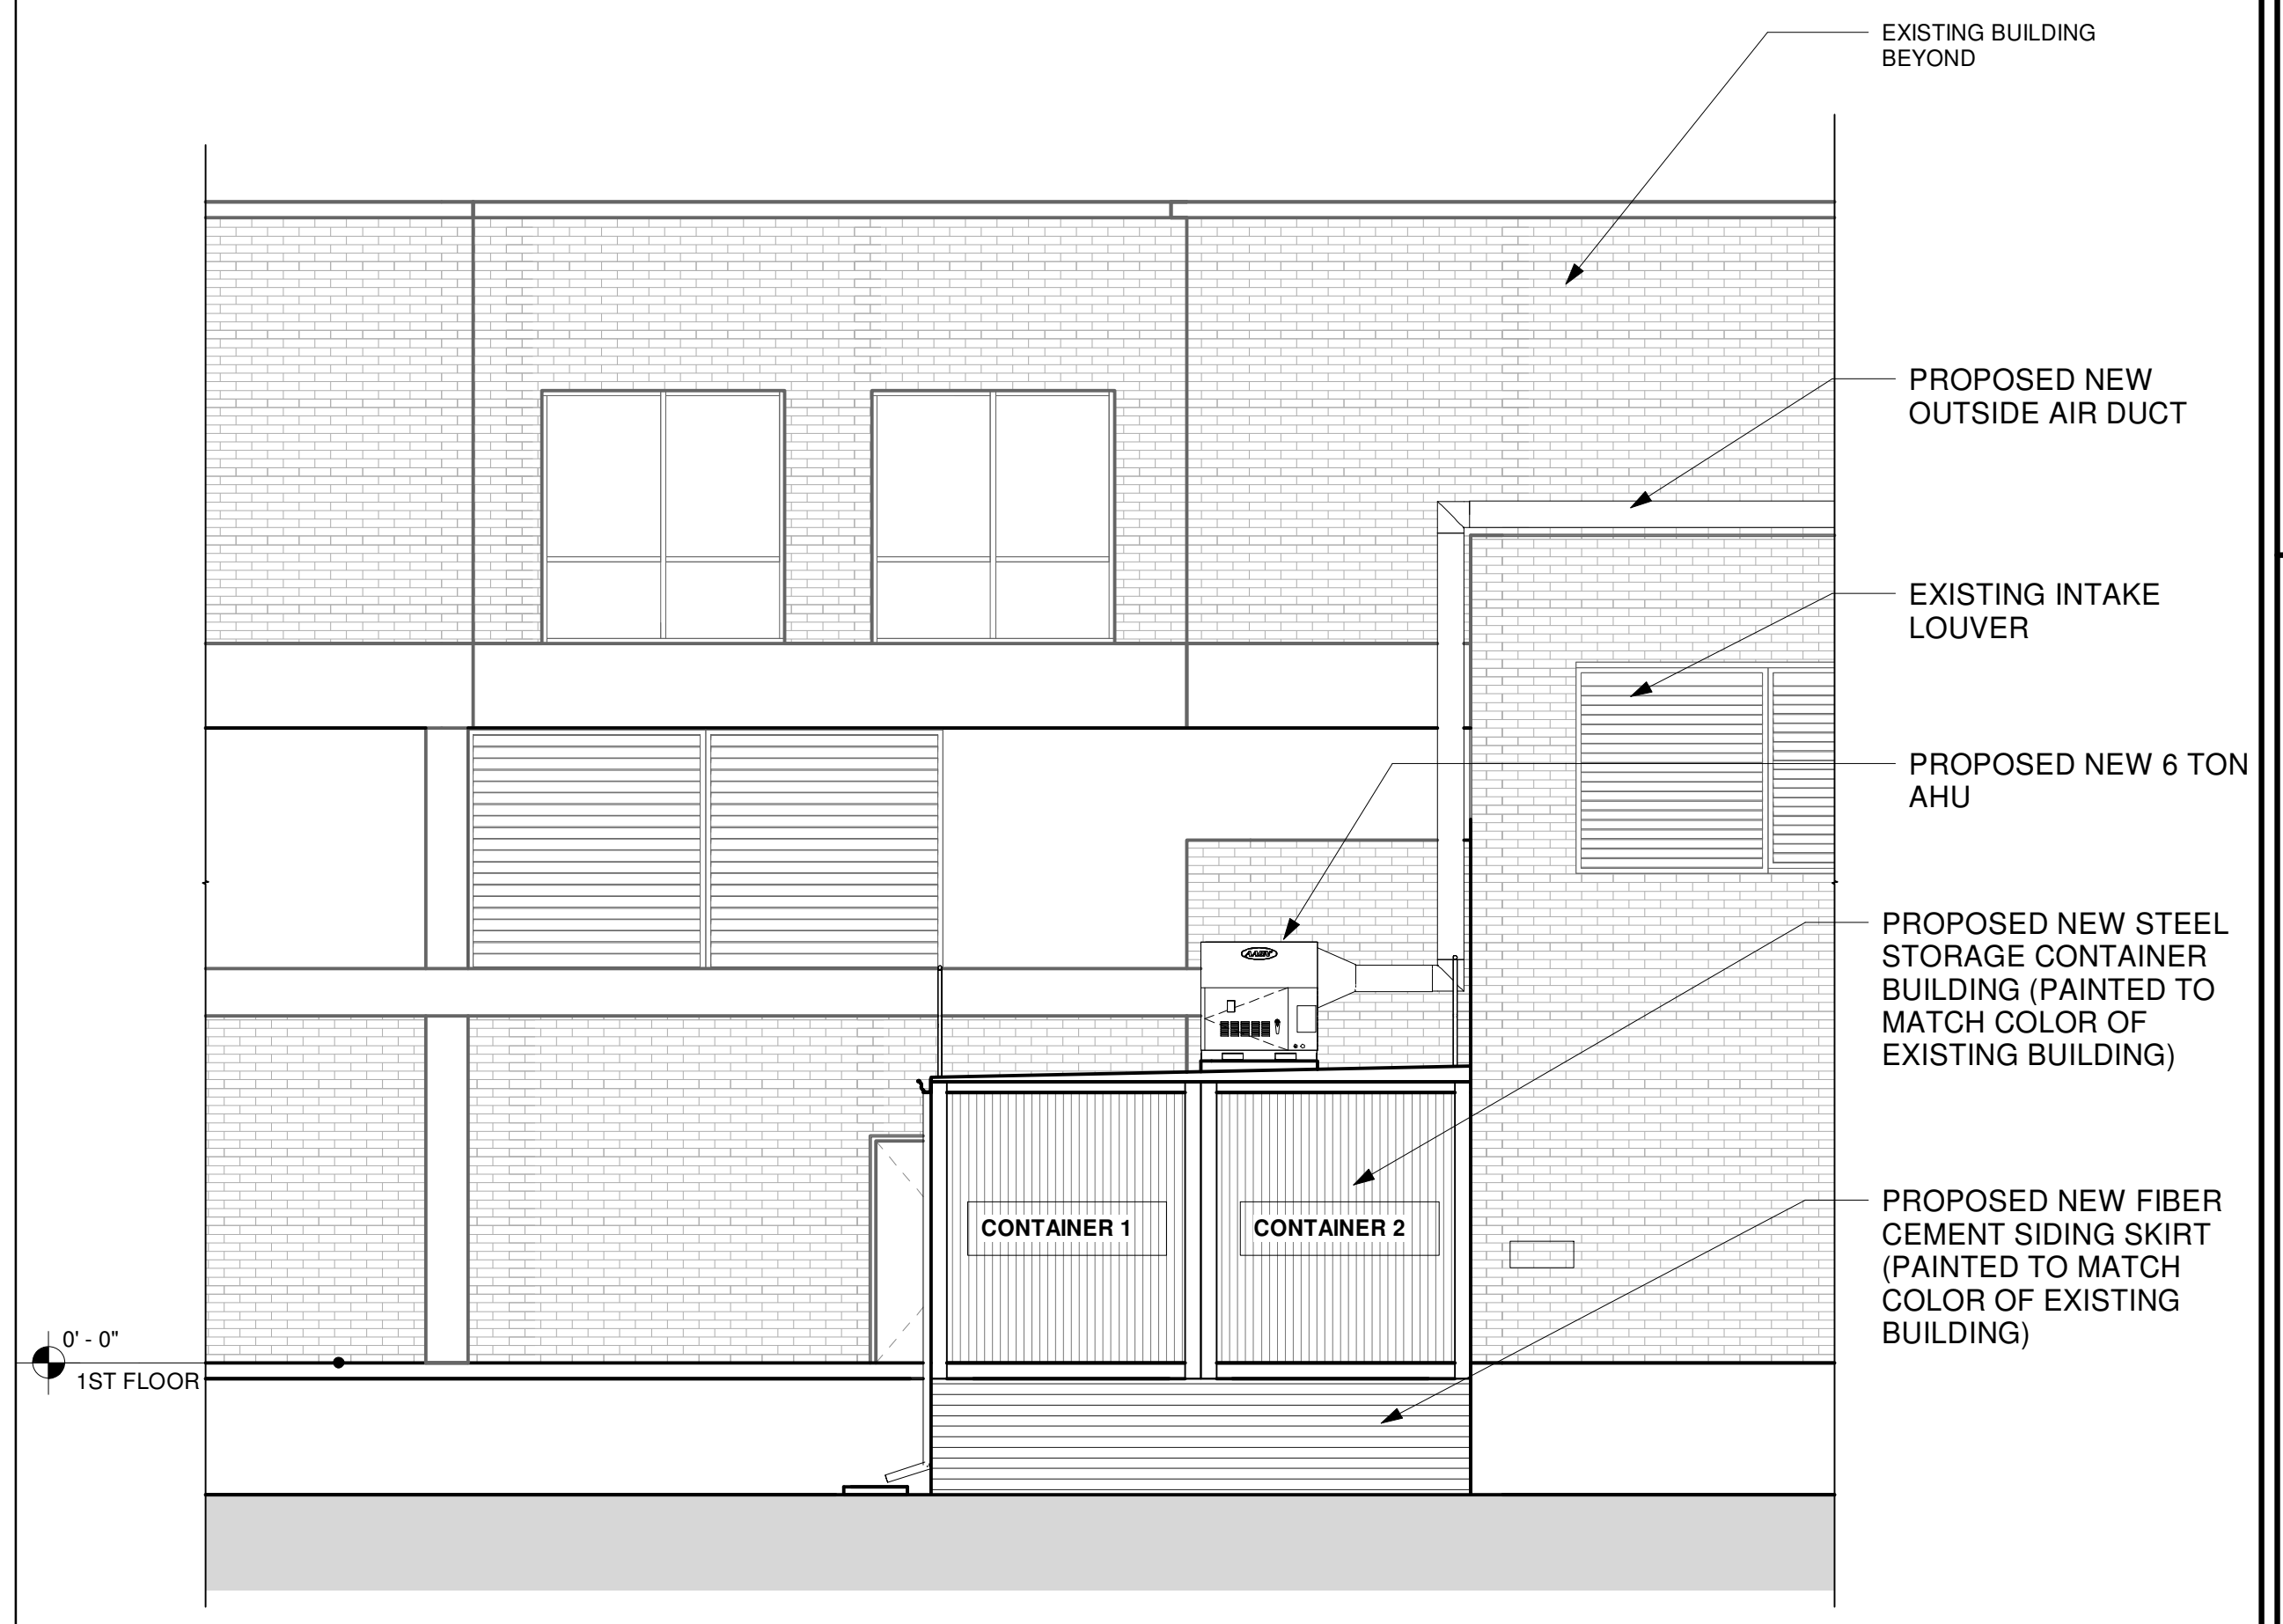 EXISTING BUILDING
BEYOND
PROPOSED NEW
OUTSIDE AIR DUCT
EXISTING INTAKE
LOUVER
PROPOSED NEW 6 TON
AHU
AAON
PROPOSED NEW STEEL
STORAGE CONTAINER
BUILDING (PAINTED TO
MATCH COLOR OF
EXISTING BUILDING)
CONTAINER 1
CONTAINER 2
PROPOSED NEW FIBER
CEMENT SIDING SKIRT
(PAINTED TO MATCH
COLOR OF EXISTING
BUILDING)
0' - 0"
1ST FLOOR